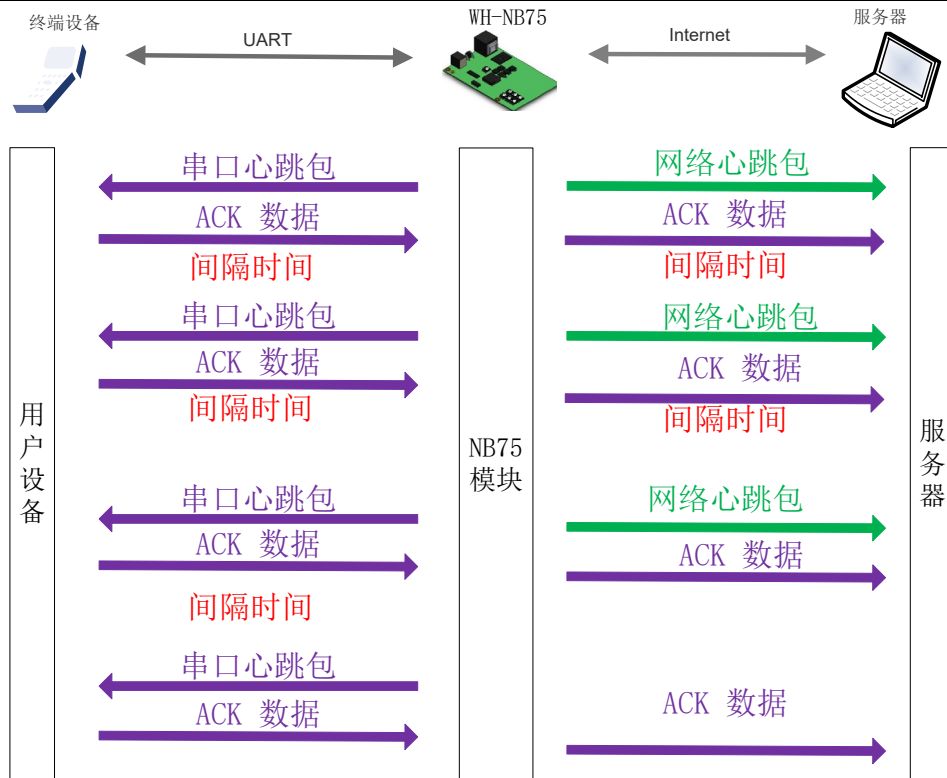 终端设备
UART
WH-NB75
Internet
服务器
串口心跳包
网络心跳包
ACK 数据
ACK 数据
间隔时间
间隔时间
串口心跳包
网络心跳包
ACK 数据
ACK 数据
间隔时间
间隔时间
用户设备
NB75
模块
服务器
串口心跳包
网络心跳包
ACK 数据
ACK 数据
间隔时间
串口心跳包
ACK 数据
ACK 数据